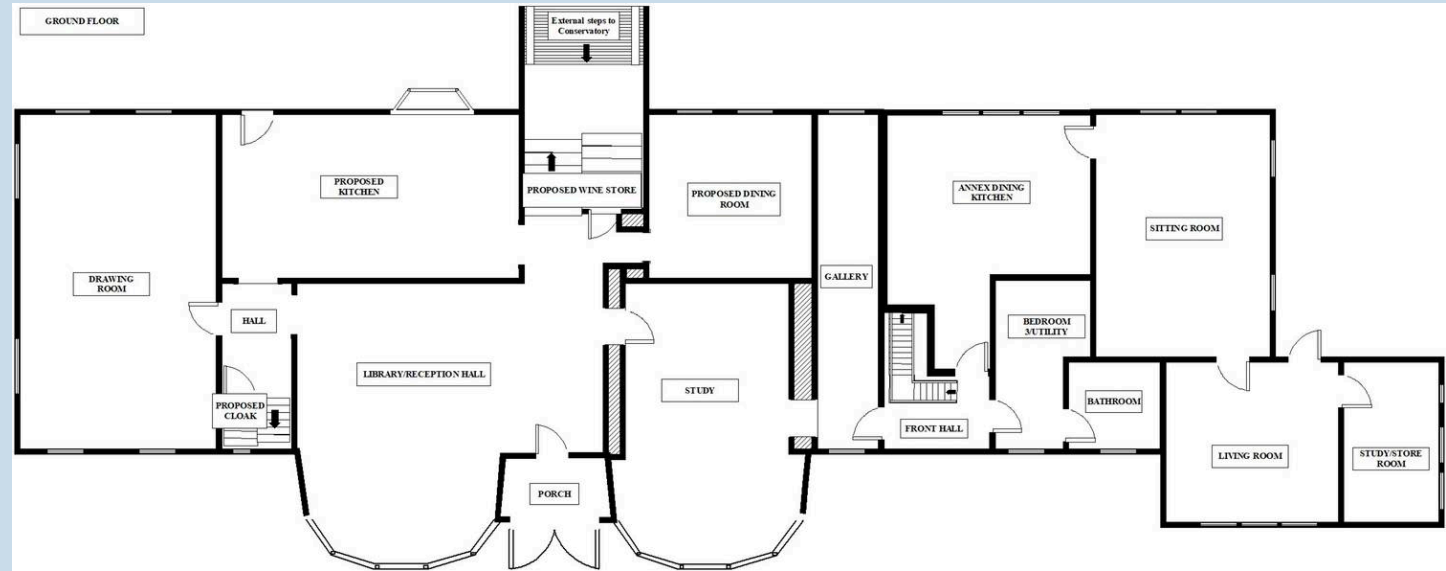 GROUND FLOOR
External steps to
Conservatory
PROPOSED
KITCHEN
PROPOSED WINE STORE
PROPOSED DINING
ROOM
ANNEX DINING
KITCHEN
SITTING ROOM
DRAWING
ROOM
GALLERY
HALL
BEDROOM
3/UTILITY
LIBRARY/RECEPTION HALL
STUDY
PROPOSED
CLOAK
BATHROOM
FRONT HALL
LIVING ROOM
STUDY/STORE
ROOM
PORCH